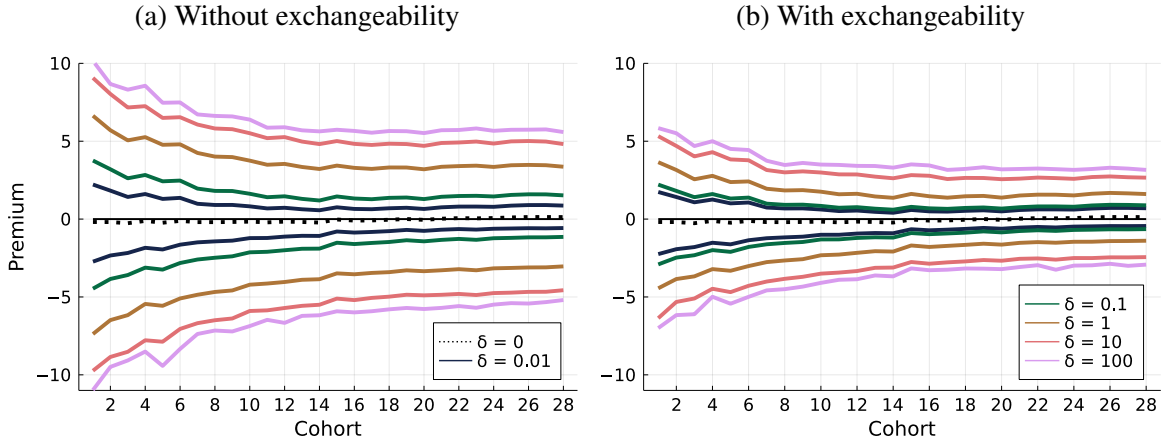 (a) Without exchangeability
(b) With exchangeability
Premium
10
5
0
−5
−10
2 4 6 8 10 12 14 16 18 20 22 24 26 28
Cohort
δ = 0
δ = 0.01
10
5
0
−5
−10
2 4 6 8 10 12 14 16 18 20 22 24 26 28
Cohort
δ = 0.1
δ = 1
δ = 10
δ = 100